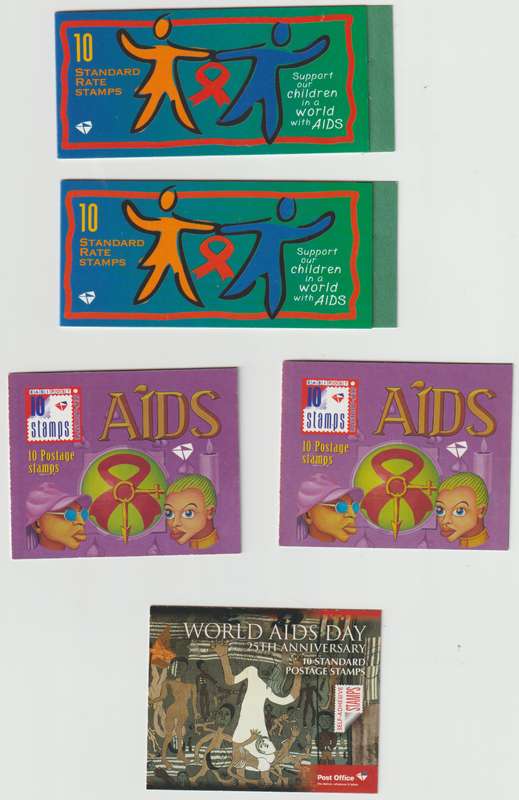 10
STANDARD
RATE
STAMPS
Support
our
children
in a
world
with AIDS
10
STANDARD
RATE
STAMPS
Support
our
children
in a
world
with AIDS
10
stamps
AIDS
10 Postage
stamps
10
stamps
AIDS
10 Postage
stamps
WORLD AIDS DAY
25TH ANNIVERSARY
10 STANDARD
POSTAGE STAMPS
SELF-ADHESIVE
STAMPS
Post Office